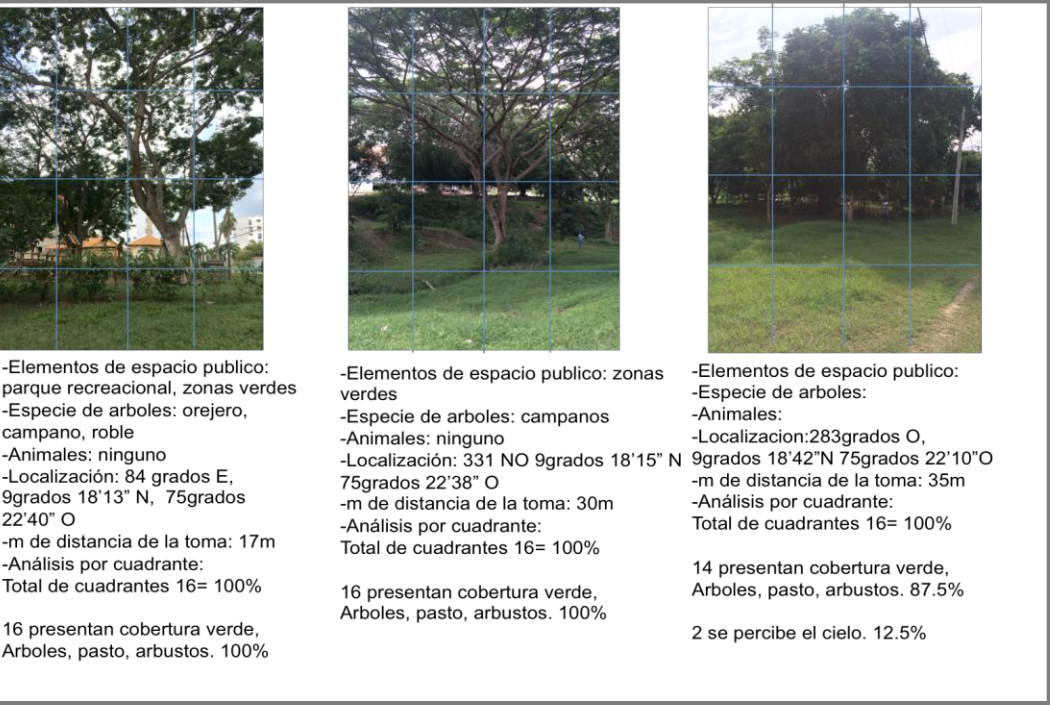 -Elementos de espacio publico:
parque recreacional, zonas verdes
-Especie de arboles: orejero,
campano, roble
-Animales: ninguno
-Localización: 84 grados E,
9grados 18’13” N,  75grados
22’40” O
-m de distancia de la toma: 17m
-Análisis por cuadrante:
Total de cuadrantes 16= 100%
16 presentan cobertura verde,
Arboles, pasto, arbustos. 100%
-Elementos de espacio publico: zonas
verdes
-Especie de arboles: campanos
-Animales: ninguno
-Localización: 331 NO 9grados 18’15” N
75grados 22’38” O
-m de distancia de la toma: 30m
-Análisis por cuadrante:
Total de cuadrantes 16= 100%
16 presentan cobertura verde,
Arboles, pasto, arbustos. 100%
-Elementos de espacio publico:
-Especie de arboles:
-Animales:
-Localizacion:283grados O,
9grados 18’42”N 75grados 22’10”O
-m de distancia de la toma: 35m
-Análisis por cuadrante:
Total de cuadrantes 16= 100%
14 presentan cobertura verde,
Arboles, pasto, arbustos. 87.5%
2 se percibe el cielo. 12.5%